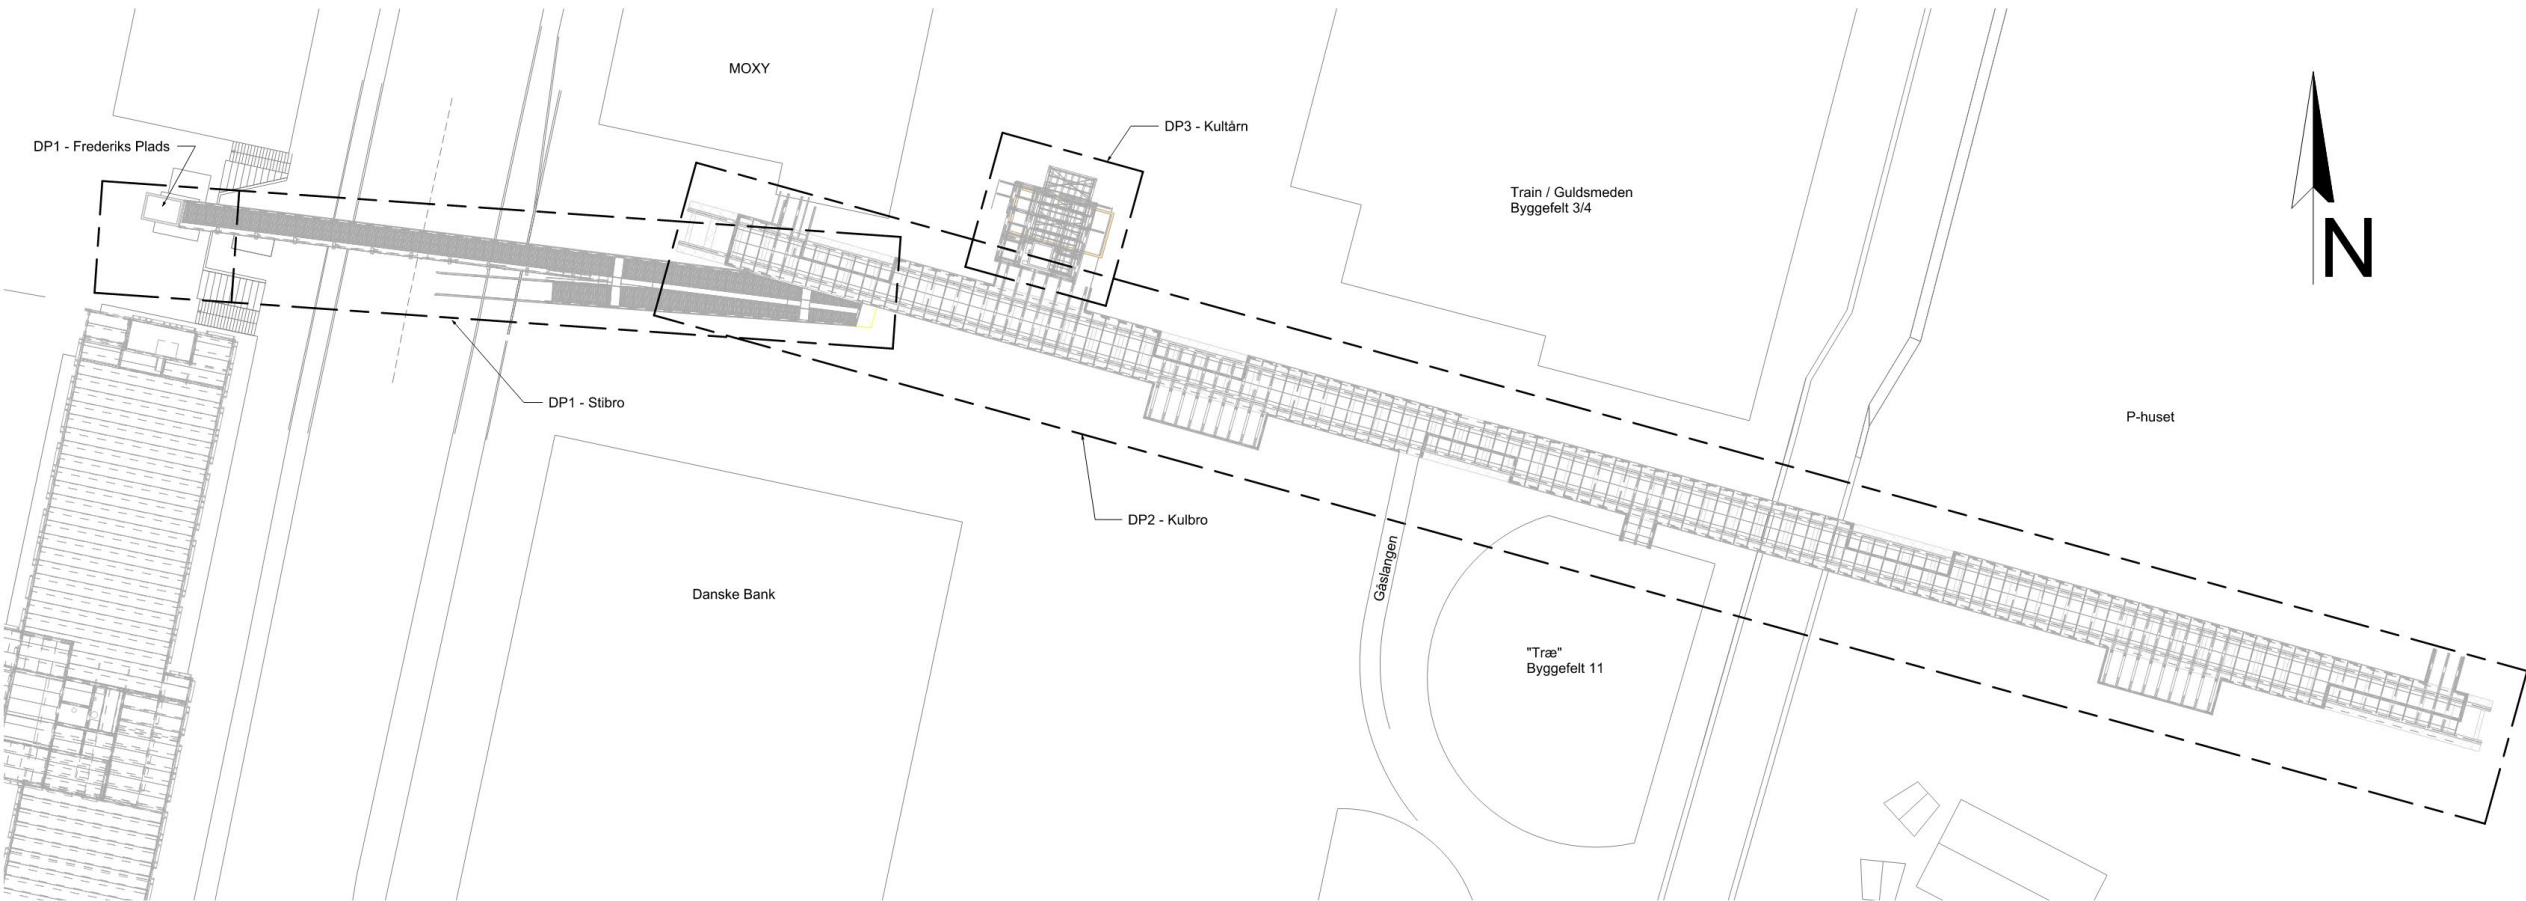 MOXY
DP3 - Kultårn
DP1 - Frederiks Plads
Train / Guldsmeden
Byggefelt 3/4
N
DP1 - Stibro
P-huset
DP2 - Kulbro
Gåslangen
Danske Bank
"Træ"
Byggefelt 11